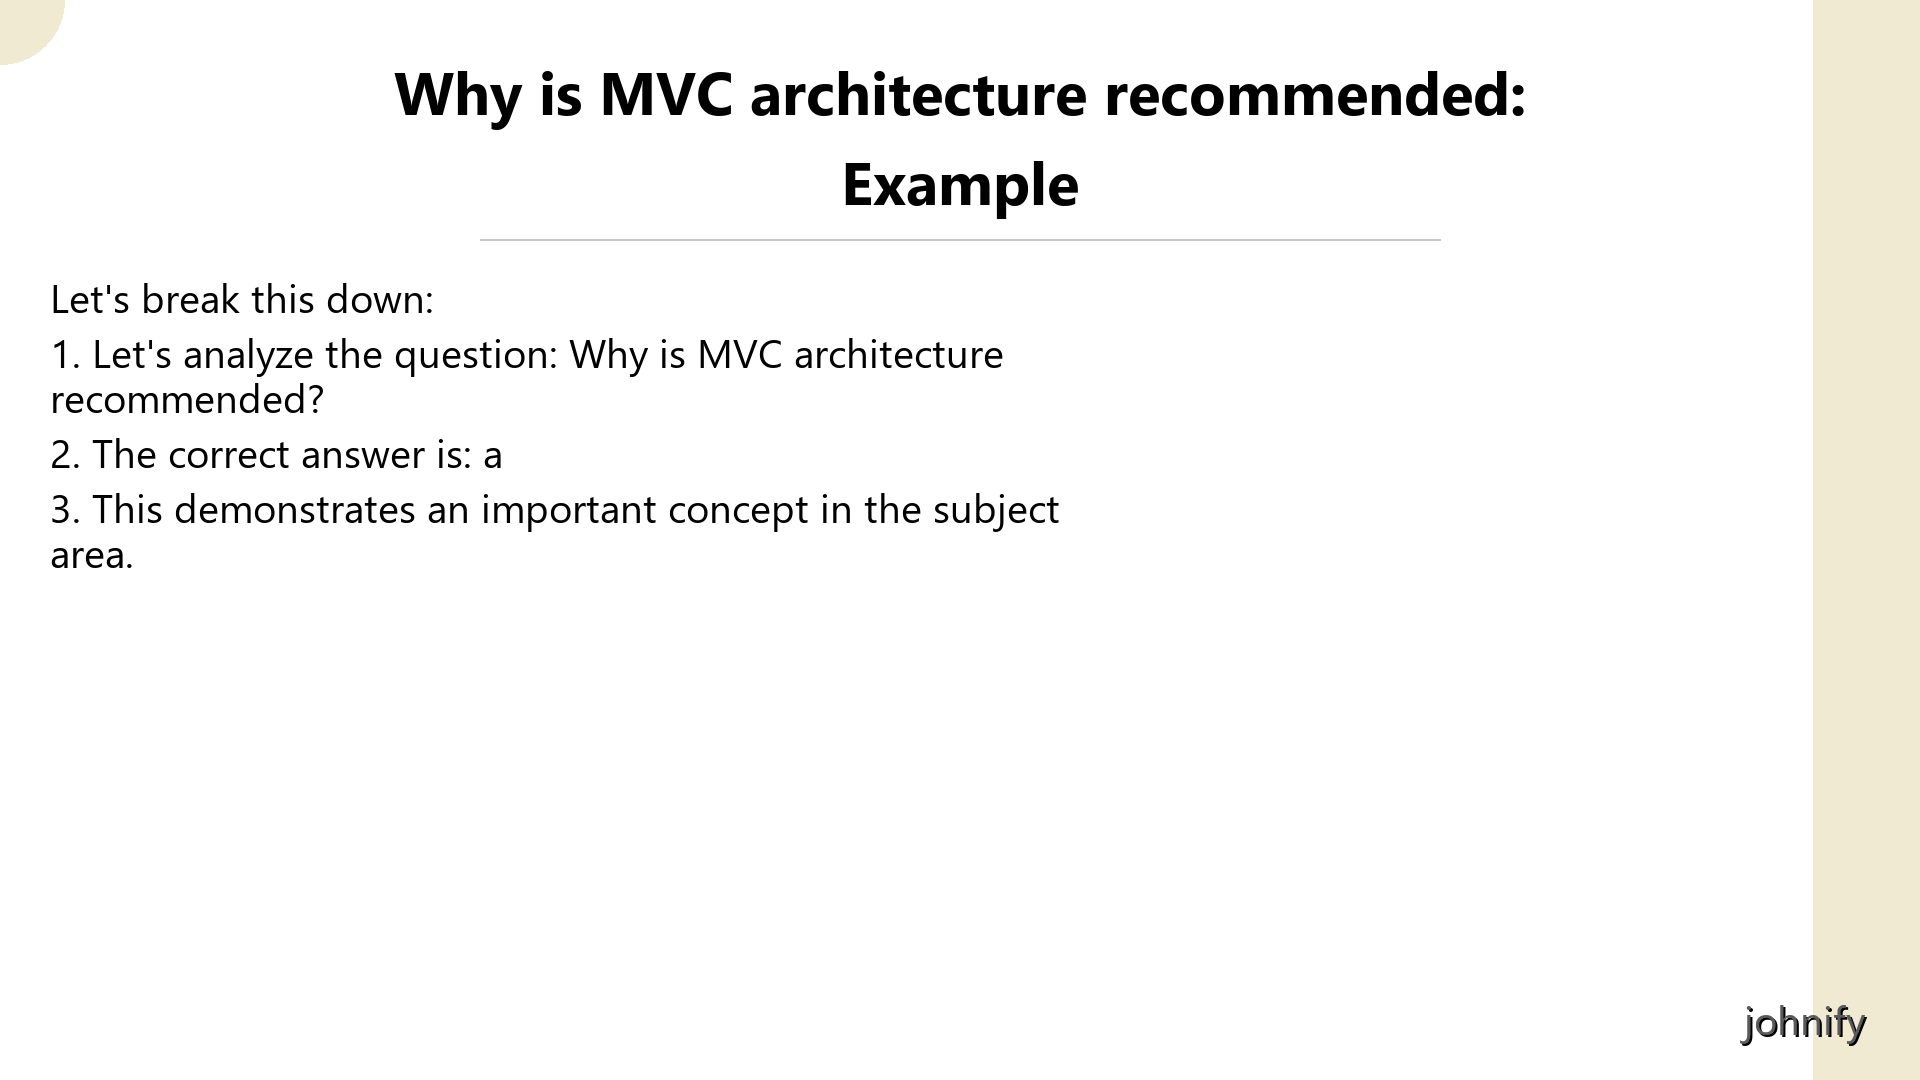 Why is MVC architecture recommended:
Example
Let's break this down:
1. Let's analyze the question: Why is MVC architecture
recommended?
2. The correct answer is: a
3. This demonstrates an important concept in the subject
area.
johnify